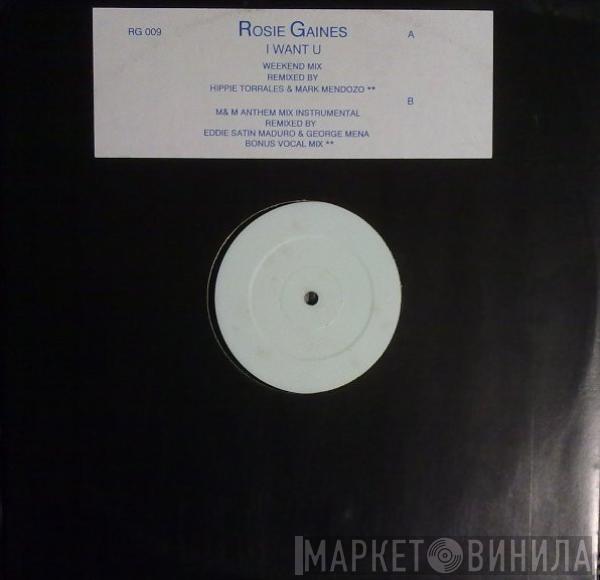 RG 009 ROSIE GAINES A
I WANT U
WEEKEND MIX
REMIXED BY
HIPPIE TORRALES & MARK MENDOZO **
B
M& M ANTHEM MIX INSTRUMENTAL
REMIXED BY
EDDIE SATIN MADURO & GEORGE MENA
BONUS VOCAL MIX **
МАРКЕТ ВИНИЛА